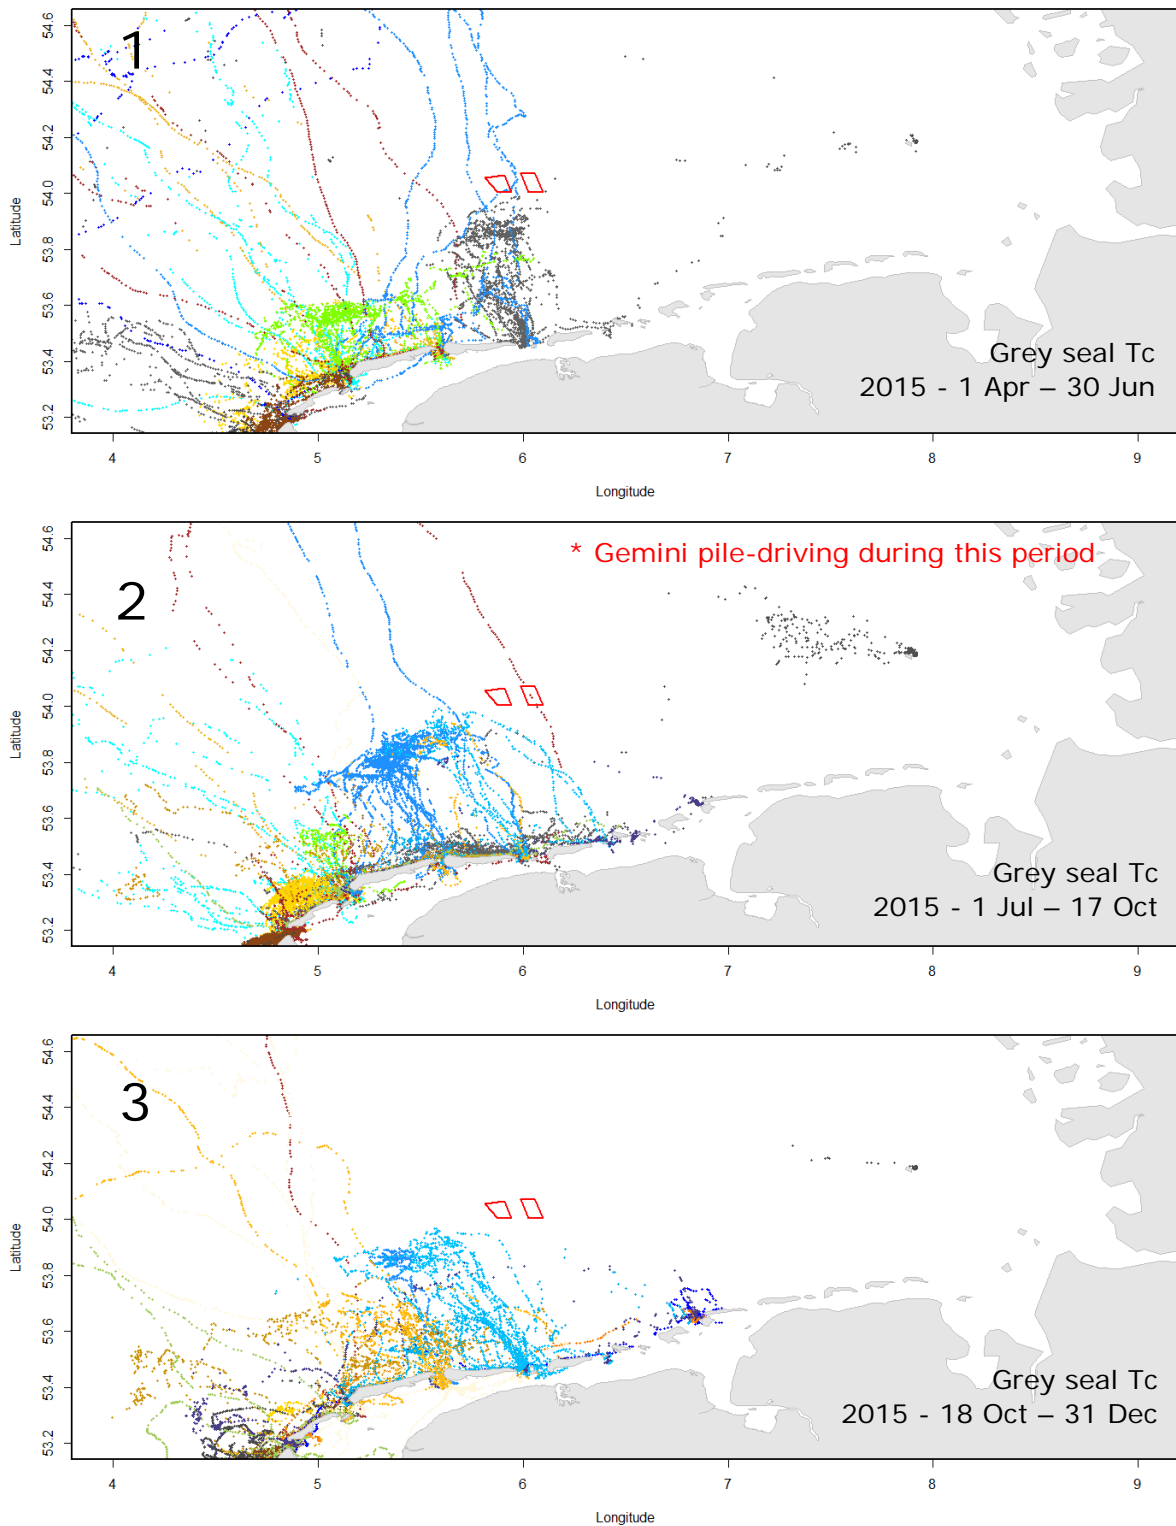 1
54.6
54.4
54.2
54.0
53.8
53.6
53.4
53.2
Latitude
Grey seal Tc
2015 - 1 Apr – 30 Jun
4 5 6 7 8 9
Longitude
2
* Gemini pile-driving during this period
54.6
54.4
54.2
54.0
53.8
53.6
53.4
53.2
Latitude
Grey seal Tc
2015 - 1 Jul – 17 Oct
4 5 6 7 8 9
Longitude
3
54.6
54.4
54.2
54.0
53.8
53.6
53.4
53.2
Latitude
Grey seal Tc
2015 - 18 Oct – 31 Dec
4 5 6 7 8 9
Longitude